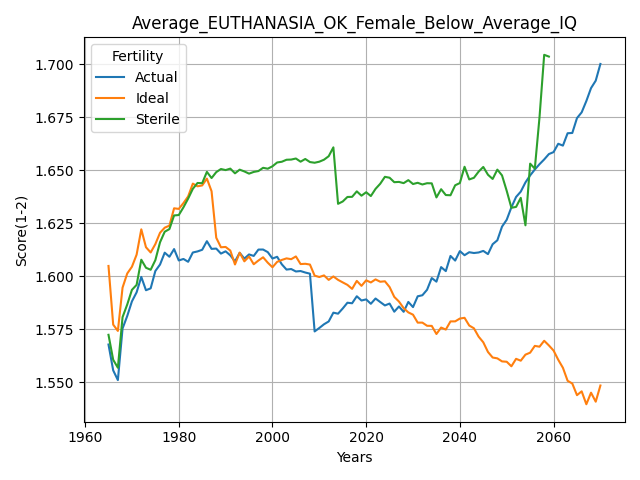 Average_EUTHANASIA_OK_Female_Below_Average_IQ
Fertility
Actual
Ideal
Sterile
Score(1-2)
1.700
1.675
1.650
1.625
1.600
1.575
1.550
1960
1980
2000
2020
2040
2060
Years